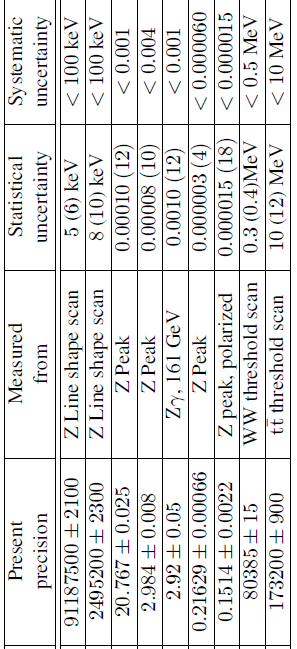 Present precision | Measured from | Statistical uncertainty | Systematic uncertainty
91187500 ± 2100 | Z Line shape scan | 5 (6) keV | < 100 keV
2495200 ± 2300 | Z Line shape scan | 8 (10) keV | < 100 keV
20.767 ± 0.025 | Z Peak | 0.00010 (12) | < 0.001
2.984 ± 0.008 | Z Peak | 0.00008 (10) | < 0.004
2.92 ± 0.05 | Zγ, 161 GeV | 0.0010 (12) | < 0.001
0.21629 ± 0.00066 | Z Peak | 0.000003 (4) | < 0.000060
0.1514 ± 0.0022 | Z peak, polarized | 0.000015 (18) | < 0.000015
80385 ± 15 | WW threshold scan | 0.3 (0.4)MeV | < 0.5 MeV
173200 ± 900 | tt̄ threshold scan | 10 (12) MeV | < 10 MeV